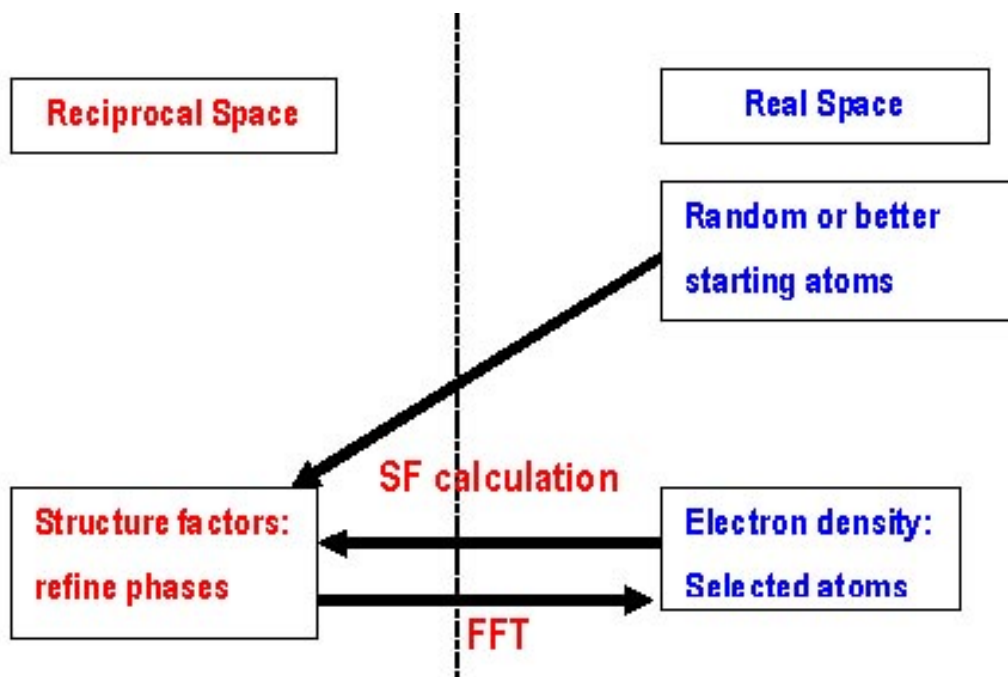 Reciprocal Space
Real Space
Random or better
starting atoms
SF calculation
Structure factors:
refine phases
Electron density:
Selected atoms
FFT